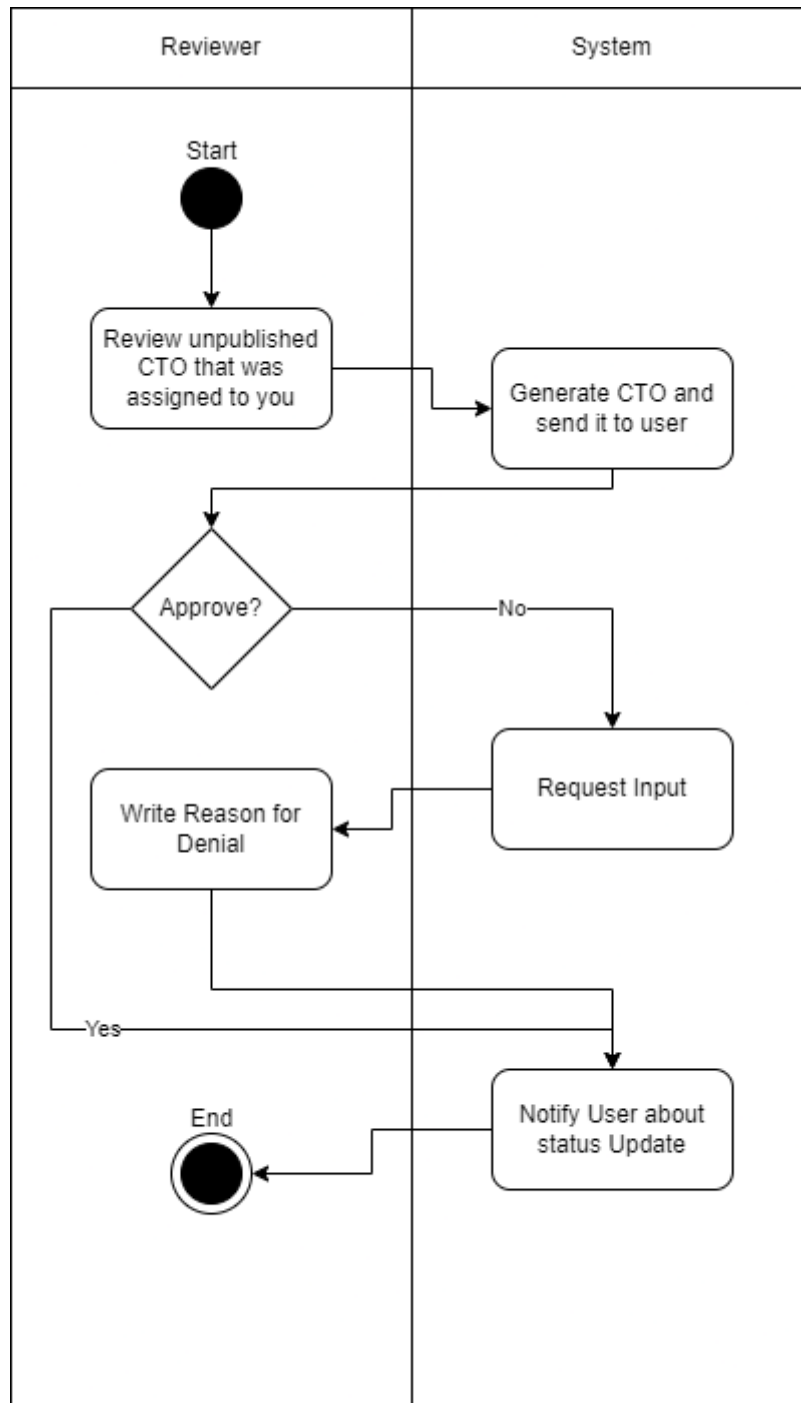 Reviewer
System
Start
Review unpublished
CTO that was
assigned to you
Generate CTO and
send it to user
Approve?
No
Request Input
Write Reason for
Denial
Yes
End
Notify User about
status Update